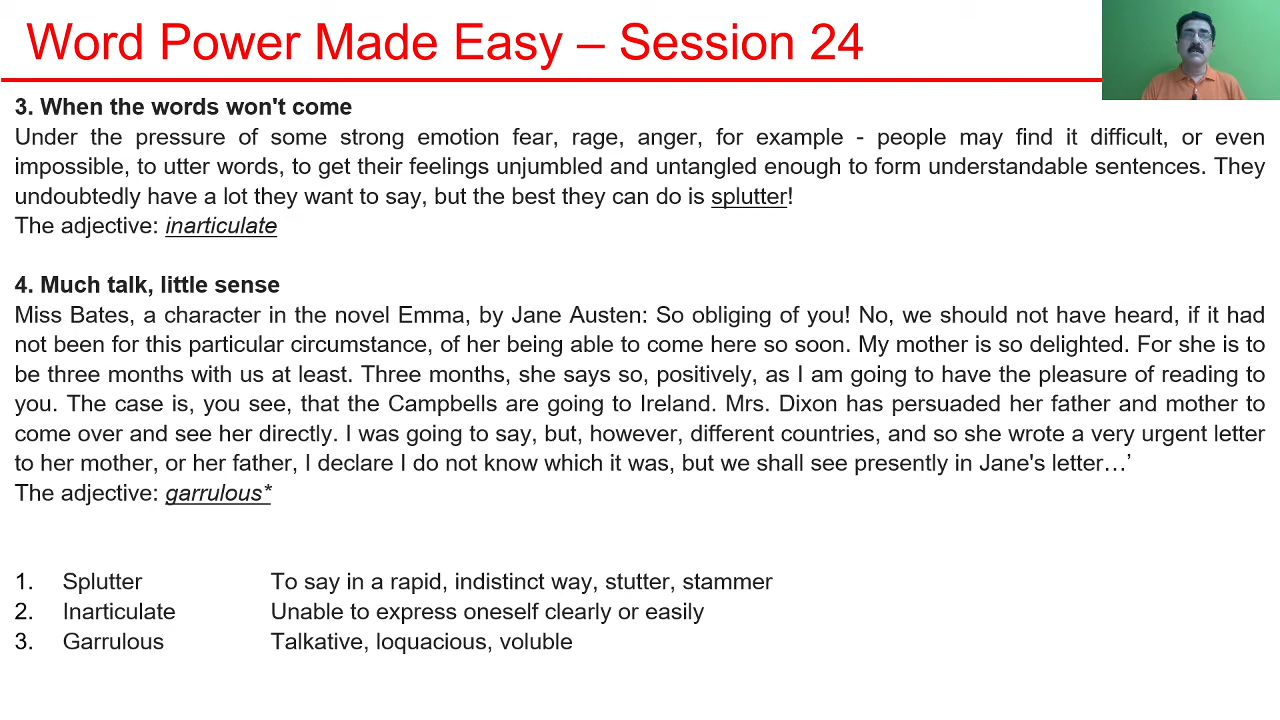 Word Power Made Easy – Session 24
3. When the words won't come
Under the pressure of some strong emotion fear, rage, anger, for example - people may find it difficult, or even
impossible, to utter words, to get their feelings unjumbled and untangled enough to form understandable sentences. They
undoubtedly have a lot they want to say, but the best they can do is splutter!
The adjective: inarticulate
4. Much talk, little sense
Miss Bates, a character in the novel Emma, by Jane Austen: So obliging of you! No, we should not have heard, if it had
not been for this particular circumstance, of her being able to come here so soon. My mother is so delighted. For she is to
be three months with us at least. Three months, she says so, positively, as I am going to have the pleasure of reading to
you. The case is, you see, that the Campbells are going to Ireland. Mrs. Dixon has persuaded her father and mother to
come over and see her directly. I was going to say, but, however, different countries, and so she wrote a very urgent letter
to her mother, or her father, I declare I do not know which it was, but we shall see presently in Jane's letter…’
The adjective: garrulous*
1. Splutter To say in a rapid, indistinct way, stutter, stammer
2. Inarticulate Unable to express oneself clearly or easily
3. Garrulous Talkative, loquacious, voluble